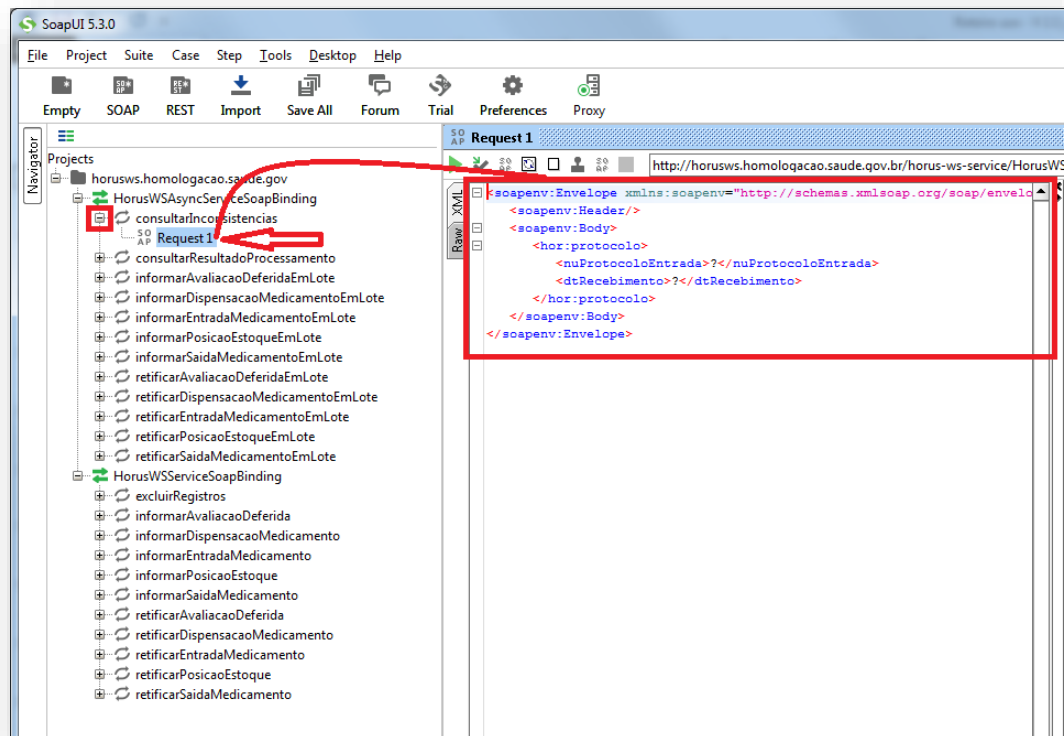 SoapUI 5.3.0
File Project Suite Case Step Tools Desktop Help
Empty SOAP REST Import Save All Forum Trial Preferences Proxy
Navigator
Projects
horusws.homologacao.saude.gov
HorusWSAsyncServiceSoapBinding
consultarInconsistencias
SOAP Request 1
consultarResultadoProcessamento
informarAvaliacaoDeferidaEmLote
informarDispensacaoMedicamentoEmLote
informarEntradaMedicamentoEmLote
informarPosicaoEstoqueEmLote
informarSaidaMedicamentoEmLote
retificarAvaliacaoDeferidaEmLote
retificarDispensacaoMedicamentoEmLote
retificarEntradaMedicamentoEmLote
retificarPosicaoEstoqueEmLote
retificarSaidaMedicamentoEmLote
HorusWSServiceSoapBinding
excluirRegistros
informarAvaliacaoDeferida
informarDispensacaoMedicamento
informarEntradaMedicamento
informarPosicaoEstoque
informarSaidaMedicamento
retificarAvaliacaoDeferida
retificarDispensacaoMedicamento
retificarEntradaMedicamento
retificarPosicaoEstoque
retificarSaidaMedicamento
SOAP Request 1
http://horusws.homologacao.saude.gov.br/horus-ws-service/HorusWS
XML
Raw
<soapenv:Envelope xmlns:soapenv="http://schemas.xmlsoap.org/soap/envelo
<soapenv:Header/>
<soapenv:Body>
<hor:protocolo>
<nuProtocoloEntrada>?</nuProtocoloEntrada>
<dtRecebimento>?</dtRecebimento>
</hor:protocolo>
</soapenv:Body>
</soapenv:Envelope>